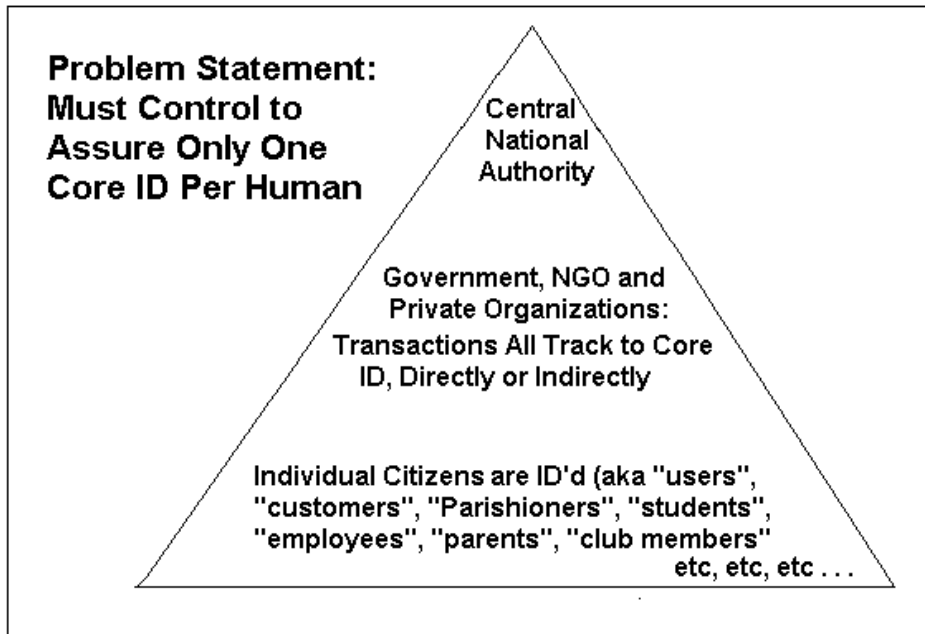 Problem Statement:
Must Control to
Assure Only One
Core ID Per Human
Central
National
Authority
Government, NGO and
Private Organizations:
Transactions All Track to Core
ID, Directly or Indirectly
Individual Citizens are ID'd (aka "users",
"customers", "Parishioners", "students",
"employees", "parents", "club members"
etc, etc, etc . . .